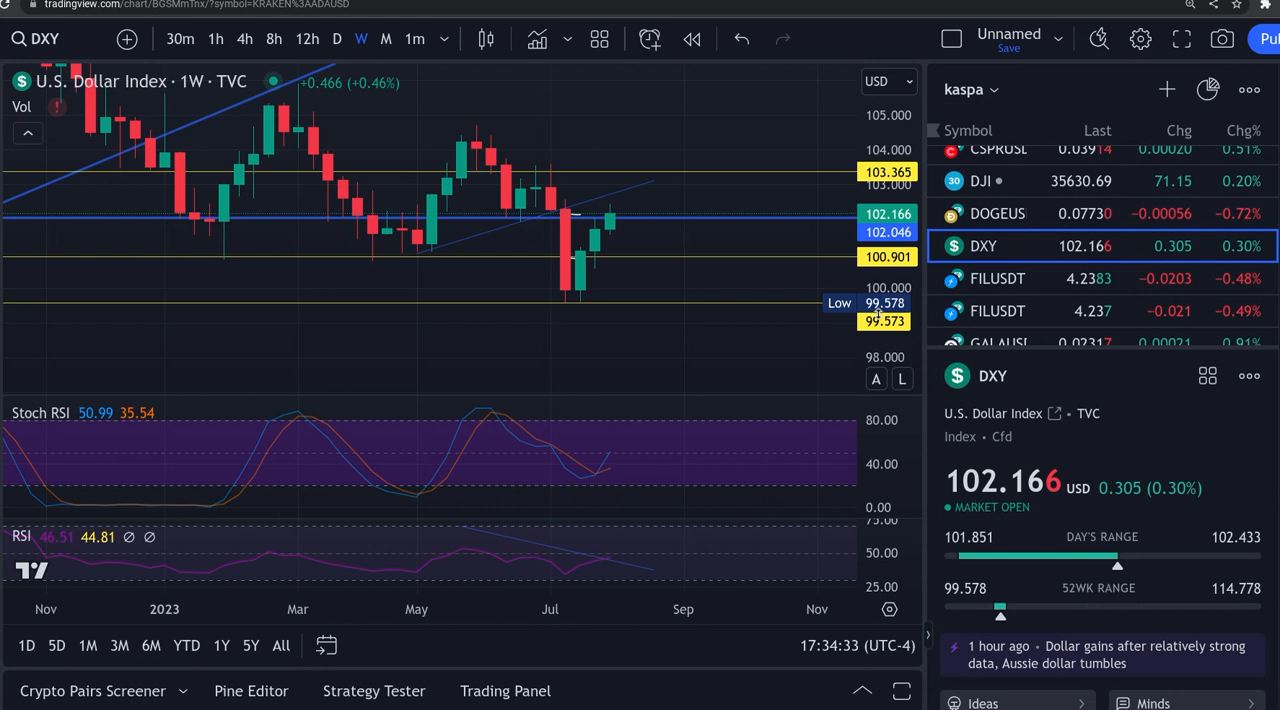 tradingview.com/chart/BGSMmTnx/?symbol=KRAKEN%3AADAUSD
DXY 30m 1h 4h 8h 12h D W M 1m Unnamed
Save
U.S. Dollar Index · 1W · TVC +0.466 (+0.46%) USD
Vol !
105.000
104.000
103.365
103.000
102.166
102.046
100.901
100.000
Low 99.578
99.573
98.000
A L
Stoch RSI 50.99 35.54 80.00
40.00
0.00
75.00
RSI 46.51 44.81 ∅ ∅
50.00
25.00
Nov 2023 Mar May Jul Sep Nov
1D 5D 1M 3M 6M YTD 1Y 5Y All 17:34:33 (UTC-4)
Crypto Pairs Screener Pine Editor Strategy Tester Trading Panel
kaspa
Symbol Last Chg Chg%
CSPRUSL 0.03914 0.00020 0.51%
30 DJI 35630.69 71.15 0.20%
DOGEUS 0.07730 −0.00056 −0.72%
$ DXY 102.166 0.305 0.30%
FILUSDT 4.2383 −0.0203 −0.48%
FILUSDT 4.237 −0.021 −0.49%
GALAUSI 0.02317 0.00021 0.91%
$ DXY
U.S. Dollar Index • TVC
Index • Cfd
102.166 USD 0.305 (0.30%)
MARKET OPEN
101.851 DAY'S RANGE 102.433
99.578 52WK RANGE 114.778
1 hour ago • Dollar gains after relatively strong
data, Aussie dollar tumbles
Ideas Minds